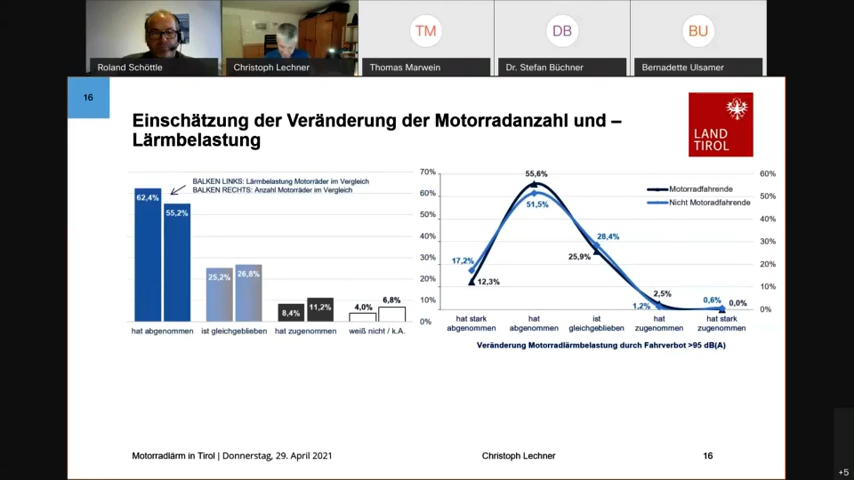 TM
DB
BU
Roland Schöttle
Christoph Lechner
Thomas Marwein
Dr. Stefan Büchner
Bernadette Ulsamer
16
Einschätzung der Veränderung der Motorradanzahl und –
Lärmbelastung
LAND
TIROL
BALKEN LINKS: Lärmbelastung Motorräder im Vergleich
BALKEN RECHTS: Anzahl Motorräder im Vergleich
62,4%
55,2%
25,2%
26,8%
8,4%
11,2%
4,0%
6,8%
70%
60%
50%
40%
30%
20%
10%
0%
hat abgenommen
ist gleichgeblieben
hat zugenommen
weiß nicht / k.A.
Motorradfahrende
Nicht Motoradfahrende
55,6%
51,5%
17,2%
12,3%
28,4%
25,9%
2,5%
1,2%
0,6%
0,0%
60%
50%
40%
30%
20%
10%
0%
hat stark
abgenommen
hat
abgenommen
ist
gleichgeblieben
hat
zugenommen
hat stark
zugenommen
Veränderung Motorradlärmbelastung durch Fahrverbot >95 dB(A)
Motorradlärm in Tirol | Donnerstag, 29. April 2021
Christoph Lechner
16
+5